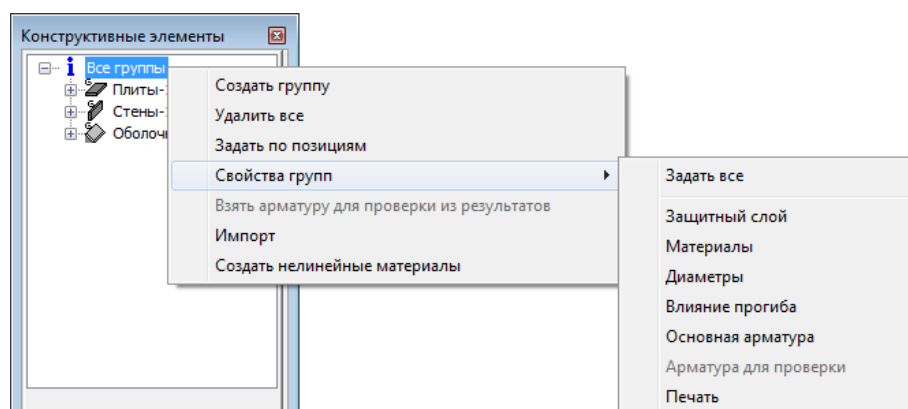 Конструктивные элементы
Все группы
Плиты-
Стены-
Создать группу
Удалить все
Задать по позициям
Свойства групп
Взять арматуру для проверки из результатов
Импорт
Создать нелинейные материалы
Задать все
Защитный слой
Материалы
Диаметры
Влияние прогиба
Основная арматура
Арматура для проверки
Печать